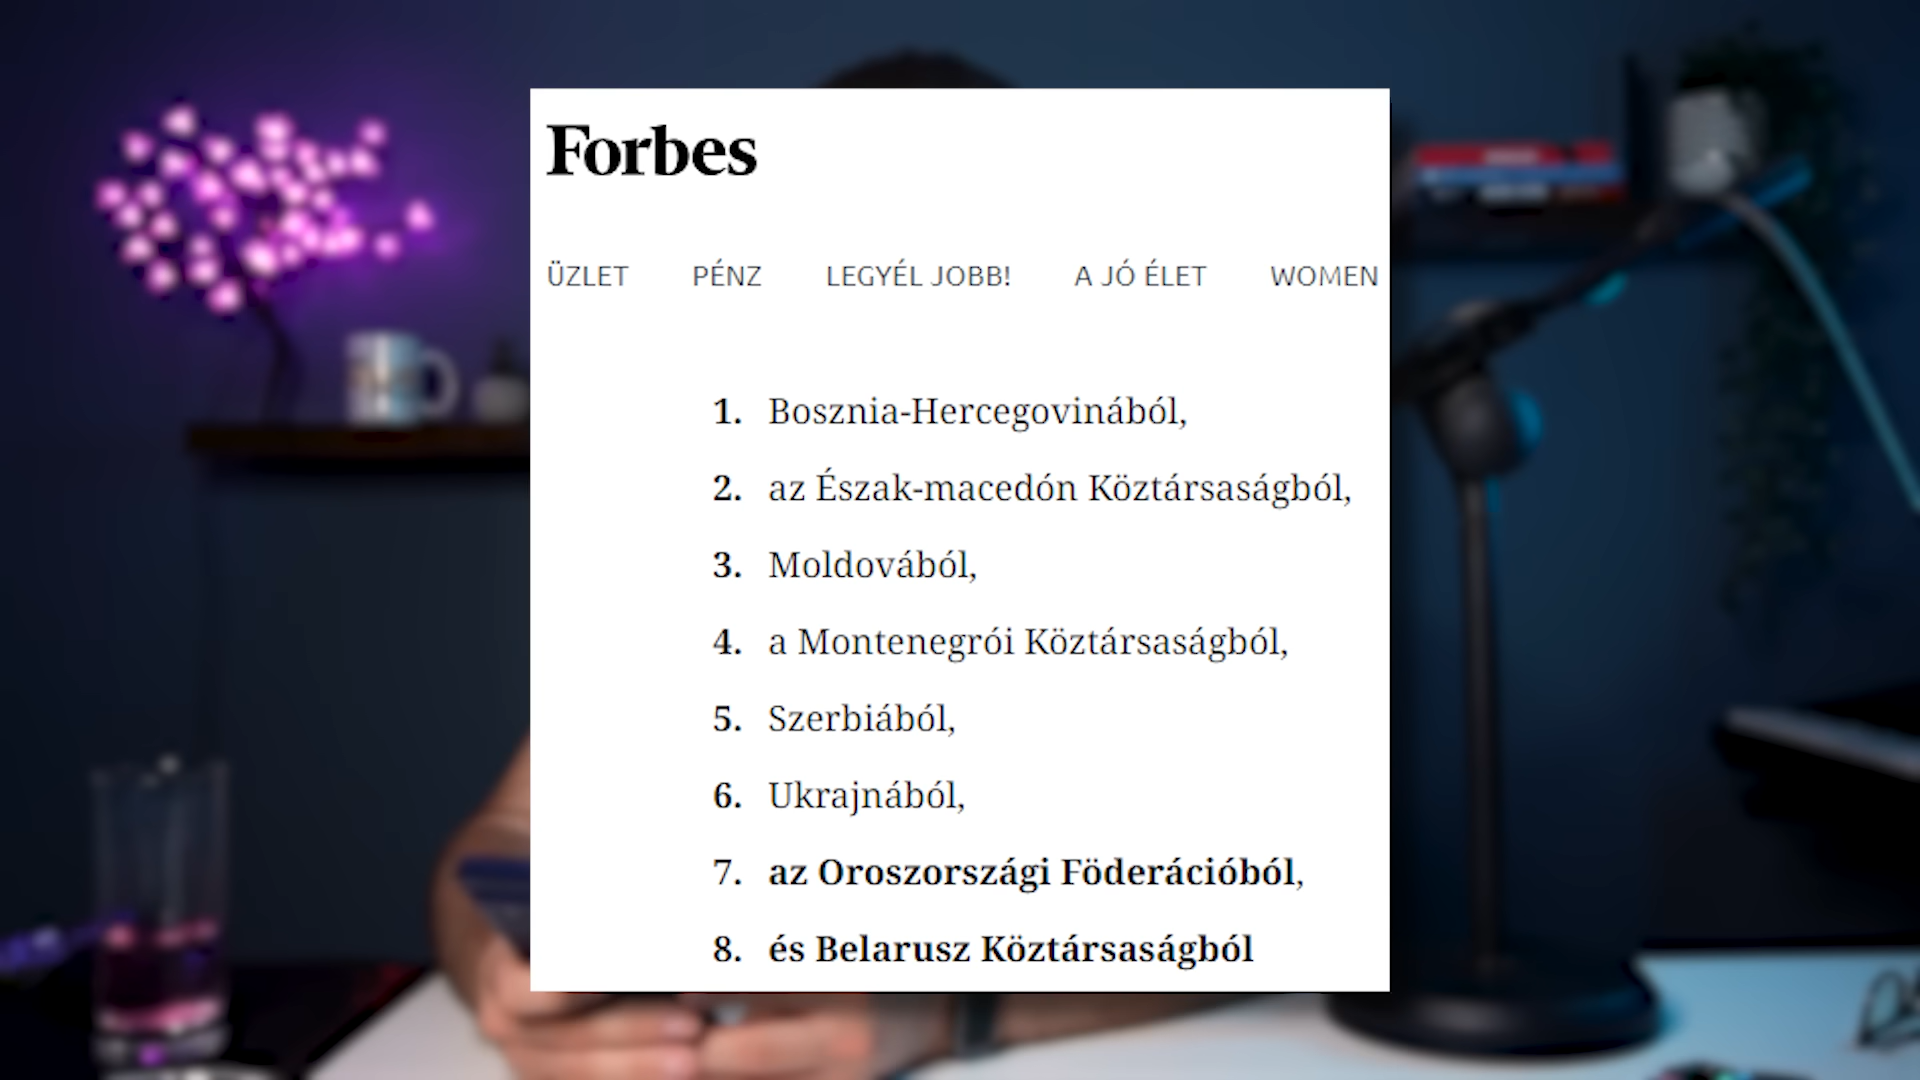 Forbes
ÜZLET PÉNZ LEGYÉL JOBB! A JÓ ÉLET WOMEN
1. Bosznia-Hercegovinából,
2. az Észak-macedón Köztársaságból,
3. Moldovából,
4. a Montenegrói Köztársaságból,
5. Szerbiából,
6. Ukrajnából,
7. az Oroszországi Föderációból,
8. és Belarusz Köztársaságból